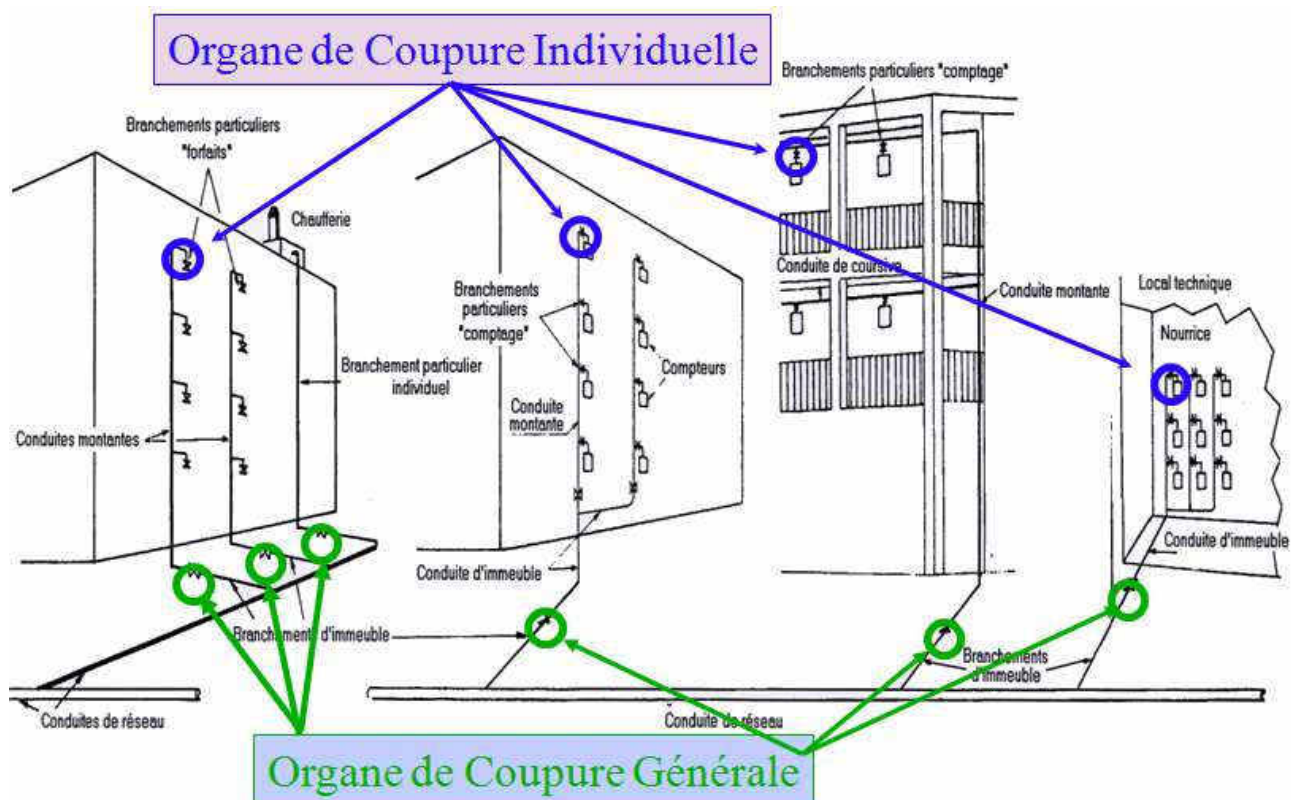 Organe de Coupure Individuelle
Branchements particuliers "comptage"
Branchements particuliers
"forfaits"
Chaufferie
Conduite de coursive
Conduite montante
Local technique
Nourrice
Branchements
particuliers
"comptage"
Branchement particulier
individuel
Compteurs
Conduites montantes
Conduite
montante
Conduite d'immeuble
Conduite d'immeuble
Branchements d'immeuble
Branchements
d'immeuble
Conduites de réseau
Conduite de réseau
Organe de Coupure Générale